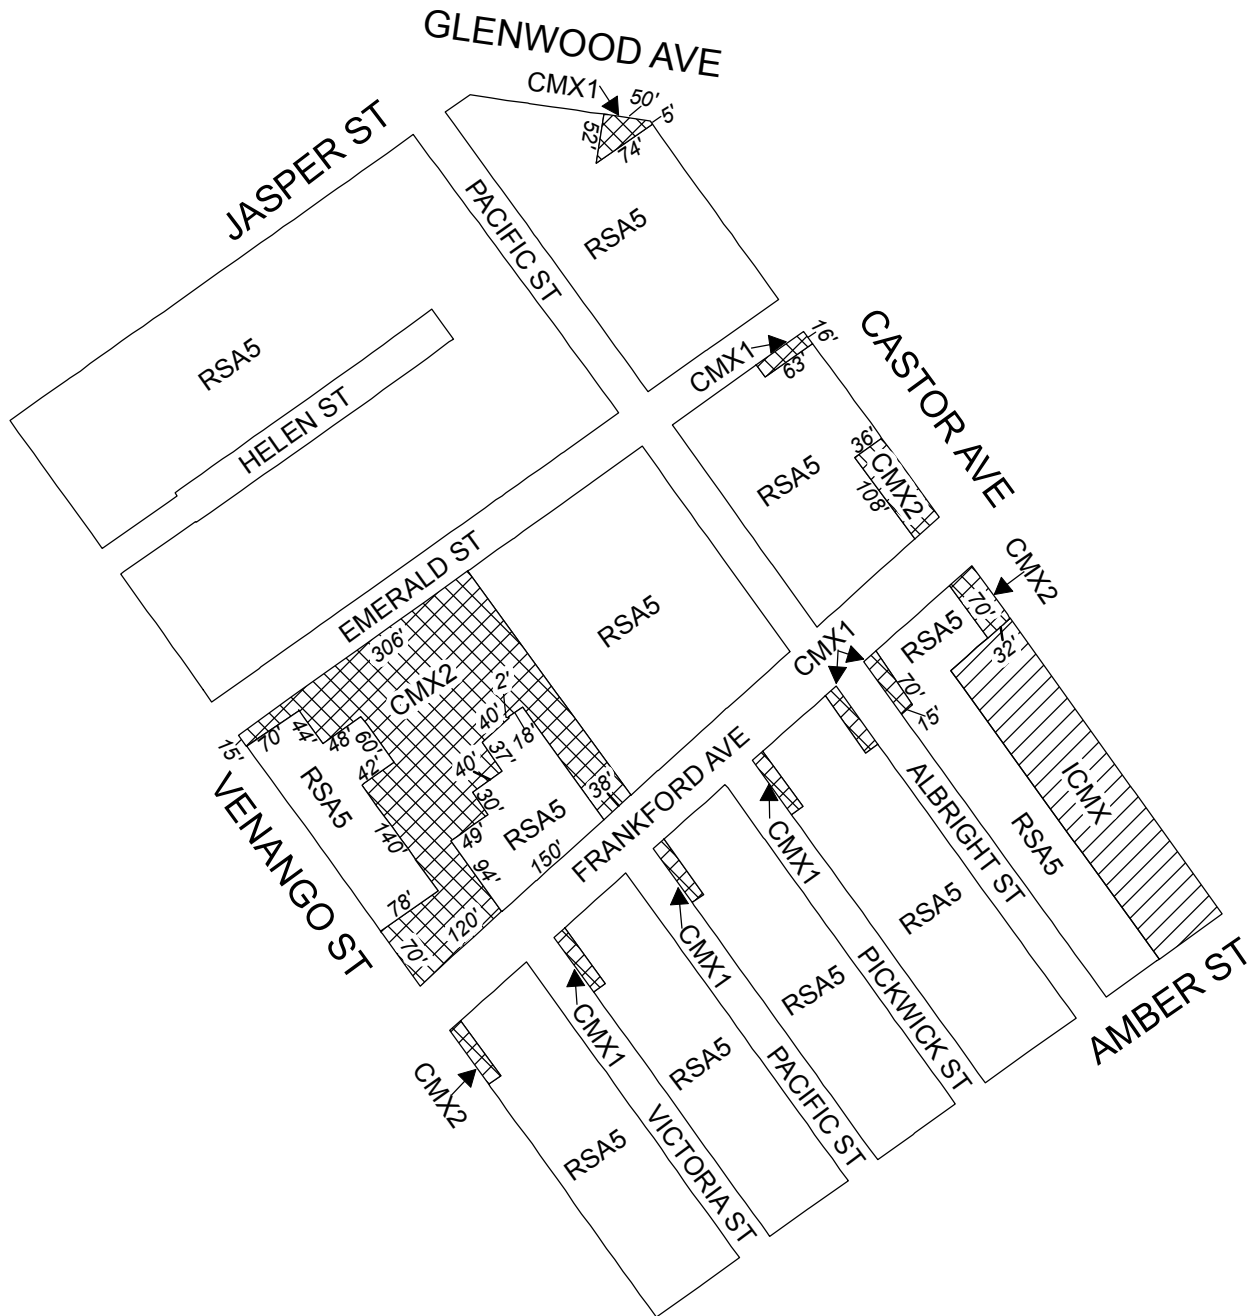 GLENWOOD AVE
CMX1
50'
5'
52'
74'
JASPER ST
PACIFIC ST
RSA5
RSA5
HELEN ST
CASTOR AVE
CMX1
16'
63'
RSA5
36'
CMX2
108'
EMERALD ST
306'
CMX2
RSA5
2'
40'
18'
37'
40'
30'
49'
94'
RSA5
150'
38'
15'
70'
44'
48'
60'
42'
RSA5
140'
78'
70'
120'
VENANGO ST
FRANKFORD AVE
CMX1
RSA5
CMX2
70'
32'
70'
15'
ICMX
RSA5
ALBRIGHT ST
CMX1
RSA5
PICKWICK ST
CMX1
RSA5
PACIFIC ST
CMX1
RSA5
VICTORIA ST
CMX2
RSA5
AMBER ST